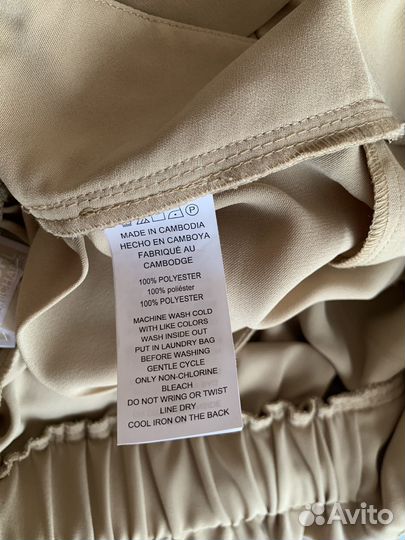 MADE IN CAMBODIA
HECHO EN CAMBOYA
FABRIQUÉ AU
CAMBODGE
100% POLYESTER
100% poliéster
100% POLYESTER
MACHINE WASH COLD
WITH LIKE COLORS
WASH INSIDE OUT
PUT IN LAUNDRY BAG
BEFORE WASHING
GENTLE CYCLE
ONLY NON-CHLORINE
BLEACH
DO NOT WRING OR TWIST
LINE DRY
COOL IRON ON THE BACK
Avito